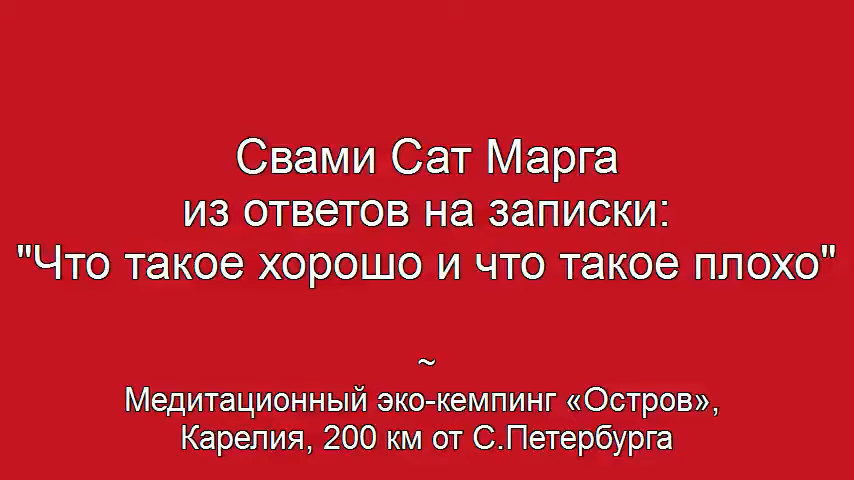 Свами Сат Марга
из ответов на записки:
"Что такое хорошо и что такое плохо"
~
Медитационный эко-кемпинг «Остров»,
Карелия, 200 км от С.Петербурга